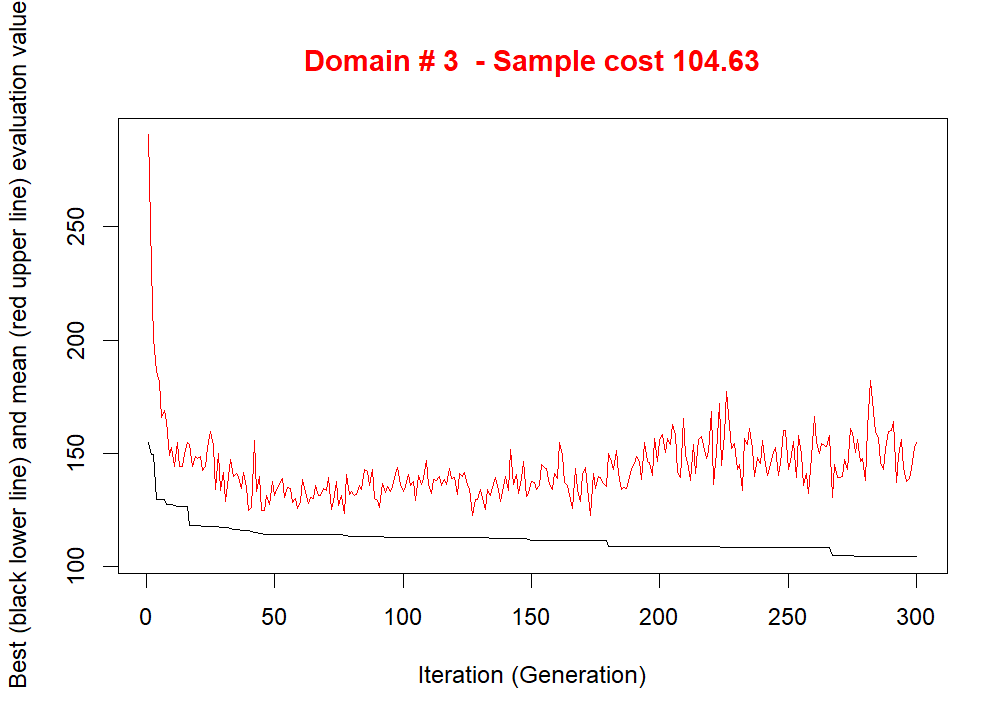 Domain # 3  - Sample cost 104.63
Best (black lower line) and mean (red upper line) evaluation value
250
200
150
100
0 50 100 150 200 250 300
Iteration (Generation)